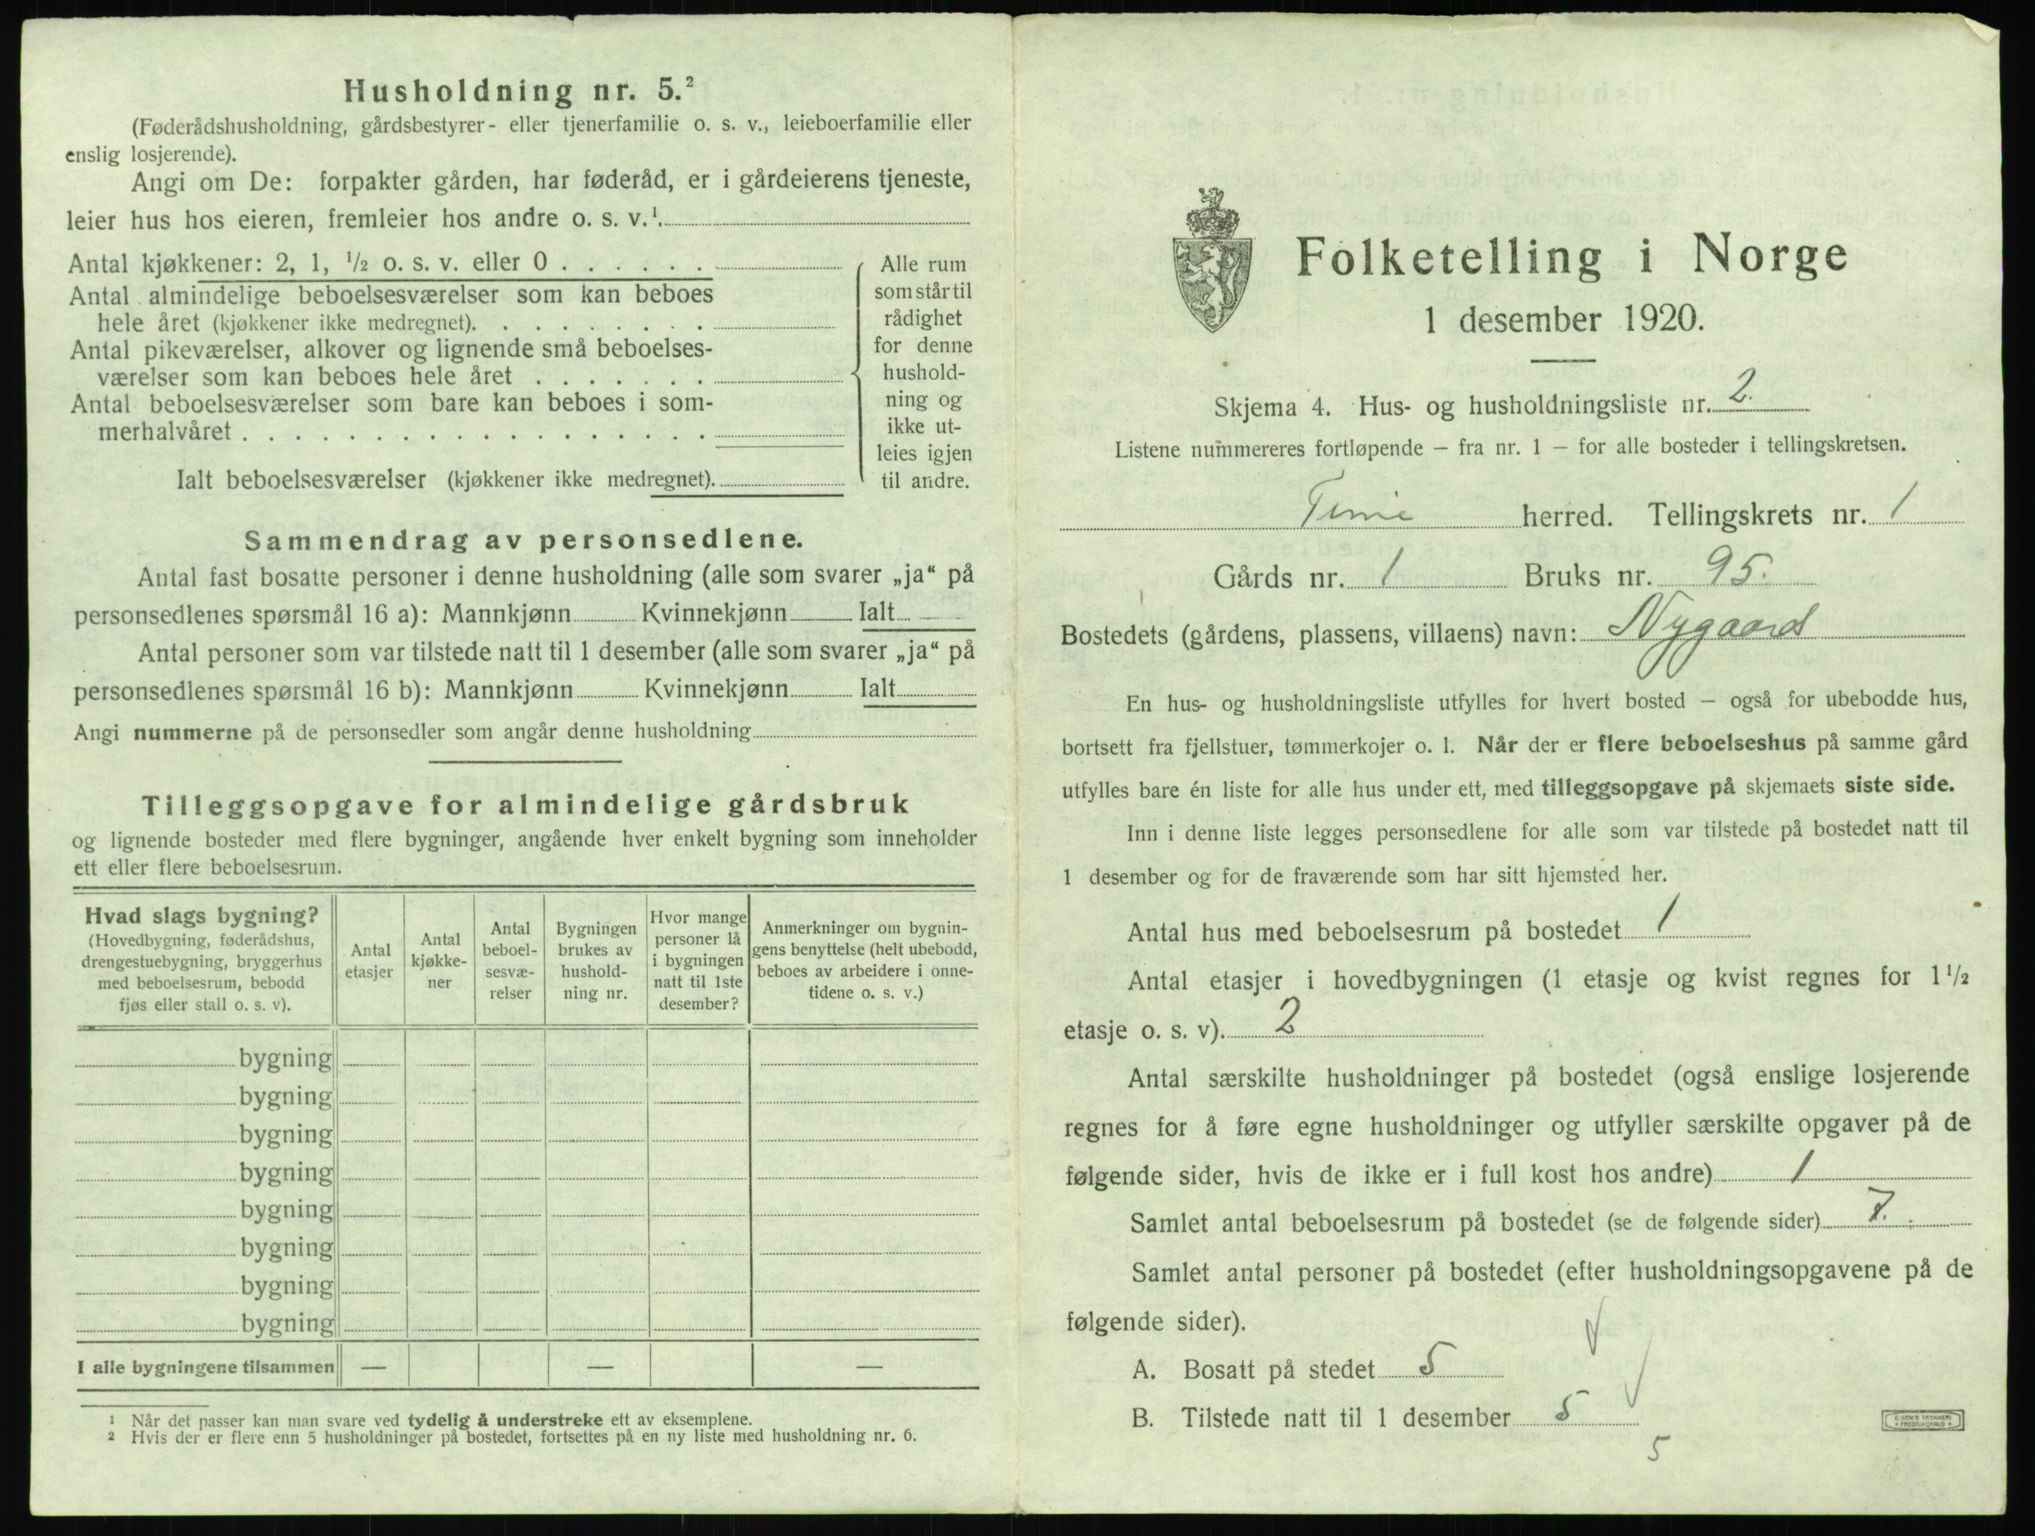 Husholdning nr. 5.²
(Føderådshusholdning, gårdsbestyrer- eller tjenerfamilie o. s. v., leieboerfamilie eller
enslig losjerende).
Angi om De: forpakter gården, har føderåd, er i gårdeierens tjeneste,
leier hus hos eieren, fremleier hos andre o. s. v.¹
Antal kjøkkener: 2, 1, ¹/₂ o. s. v. eller 0 . . . . . .
Antal almindelige beboelsesværelser som kan beboes
hele året (kjøkkener ikke medregnet). . . . . . . . .
Antal pikeværelser, alkover og lignende små beboelses-
værelser som kan beboes hele året . . . . . . .
Antal beboelsesværelser som bare kan beboes i som-
merhalvåret . . . . . . . . . . . . . . . . . .
Ialt beboelsesværelser (kjøkkener ikke medregnet).
Alle rum
som står til
rådighet
for denne
hushold-
ning og
ikke ut-
leies igjen
til andre.
Sammendrag av personsedlene.
Antal fast bosatte personer i denne husholdning (alle som svarer „ja“ på
personsedlenes spørsmål 16 a): Mannkjønn Kvinnekjønn Ialt
Antal personer som var tilstede natt til 1 desember (alle som svarer „ja“ på
personsedlenes spørsmål 16 b): Mannkjønn Kvinnekjønn Ialt
Angi nummerne på de personsedler som angår denne husholdning
Tilleggsopgave for almindelige gårdsbruk
og lignende bosteder med flere bygninger, angående hver enkelt bygning som inneholder
ett eller flere beboelsesrum.
Hvad slags bygning?
(Hovedbygning, føderådshus,
drengestuebygning, bryggerhus
med beboelsesrum, bebodd
fjøs eller stall o. s. v).
Antal
etasjer
Antal
kjøkke-
ner
Antal
beboel-
sesvæ-
relser
Bygningen
brukes av
hushold-
ning nr.
Hvor mange
personer lå
i bygningen
natt til 1ste
desember?
Anmerkninger om bygnin-
gens benyttelse (helt ubebodd,
beboes av arbeidere i onne-
tidene o. s. v.)
bygning
bygning
bygning
bygning
bygning
bygning
bygning
bygning
I alle bygningene tilsammen — — —
¹ Når det passer kan man svare ved tydelig å understreke ett av eksemplene.
² Hvis der er flere enn 5 husholdninger på bostedet, fortsettes på en ny liste med husholdning nr. 6.
Folketelling i Norge
1 desember 1920.
Skjema 4. Hus- og husholdningsliste nr. 2.
Listene nummereres fortløpende — fra nr. 1 — for alle bosteder i tellingskretsen.
Time herred. Tellingskrets nr. 1
Gårds nr. 1 Bruks nr. 95.
Bostedets (gårdens, plassens, villaens) navn: Nygaard
En hus- og husholdningsliste utfylles for hvert bosted — også for ubebodde hus,
bortsett fra fjellstuer, tømmerkojer o. l. Når der er flere beboelseshus på samme gård
utfylles bare én liste for alle hus under ett, med tilleggsopgave på skjemaets siste side.
Inn i denne liste legges personsedlene for alle som var tilstede på bostedet natt til
1 desember og for de fraværende som har sitt hjemsted her.
Antal hus med beboelsesrum på bostedet 1
Antal etasjer i hovedbygningen (1 etasje og kvist regnes for 1¹/₂
etasje o. s. v). 2
Antal særskilte husholdninger på bostedet (også enslige losjerende
regnes for å føre egne husholdninger og utfyller særskilte opgaver på de
følgende sider, hvis de ikke er i full kost hos andre) 1
Samlet antal beboelsesrum på bostedet (se de følgende sider) 7.
Samlet antal personer på bostedet (efter husholdningsopgavene på de
følgende sider).
A. Bosatt på stedet 5
B. Tilstede natt til 1 desember 5
5